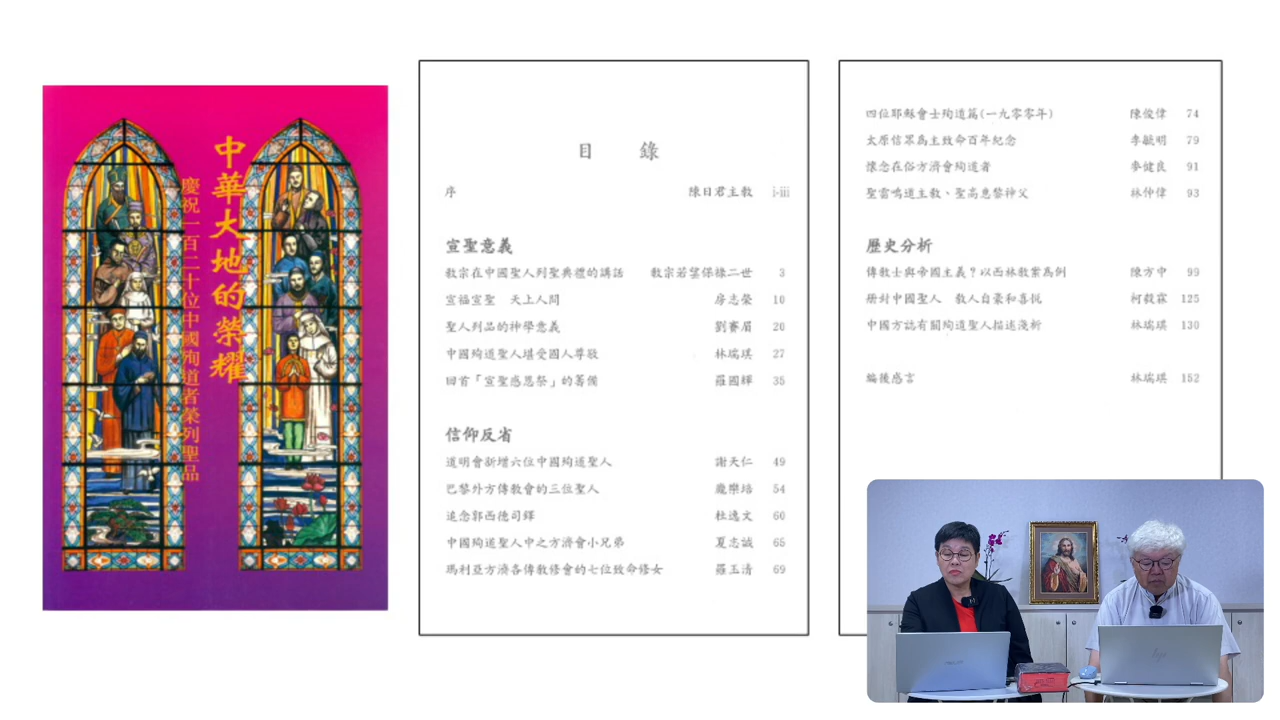 中華大地的榮耀
慶祝一百二十位中國殉道者榮列聖品
目 錄
序 陳日君主教 i-iii
宣聖意義
教宗在中國聖人列聖典禮的講話 教宗若望保祿二世 3
宣福宣聖 天上人間 房志榮 10
聖人列品的神學意義 劉賽眉 20
中國殉道聖人堪受國人尊敬 林瑞琪 27
回首「宣聖感恩祭」的籌備 羅國輝 35
信仰反省
道明會新增六位中國殉道聖人 謝天仁 49
巴黎外方傳教會的三位聖人 龐樂培 54
追念郭西德司鐸 杜逸文 60
中國殉道聖人中之方濟會小兄弟 夏志誠 65
瑪利亞方濟各傳教修會的七位致命修女 羅玉清 69
四位耶穌會士殉道篇(一九零零年) 陳俊偉 74
太原信眾為主致命百年紀念 李毓明 79
懷念在俗方濟會殉道者 麥健良 91
聖雷鳴道主教、聖高惠黎神父 林仲偉 93
歷史分析
傳教士與帝國主義？以西林教案為例 陳方中 99
册封中國聖人 教人自豪和喜悅 柯毅霖 125
中國方誌有關殉道聖人描述淺析 林瑞琪 130
編後感言 林瑞琪 152